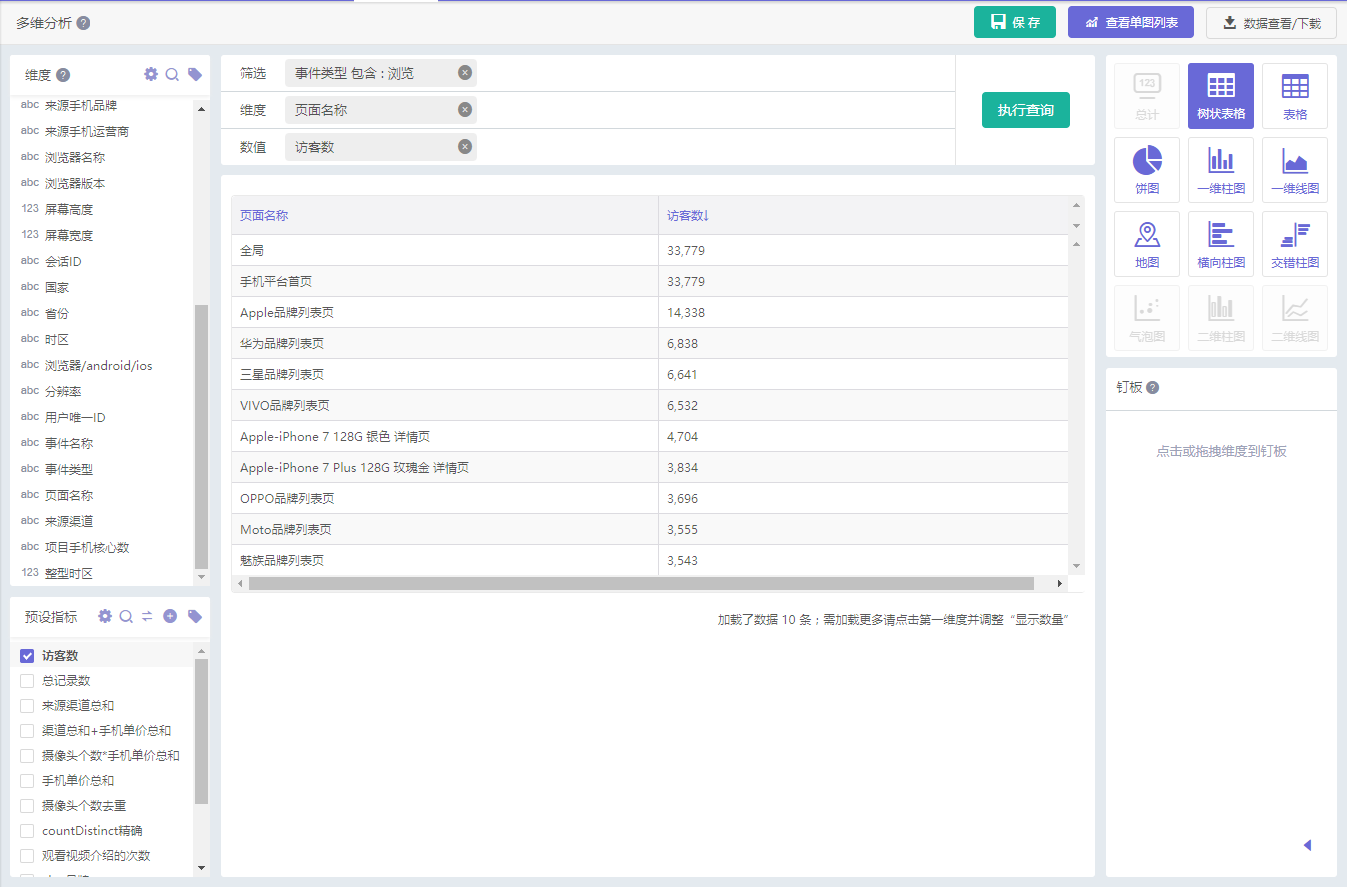 多维分析 ?
保 存
查看单图列表
数据查看/下载
维度 ?
abc 来源手机品牌
abc 来源手机运营商
abc 浏览器名称
abc 浏览器版本
123 屏幕高度
123 屏幕宽度
abc 会话ID
abc 国家
abc 省份
abc 时区
abc 浏览器/android/ios
abc 分辨率
abc 用户唯一ID
abc 事件名称
abc 事件类型
abc 页面名称
abc 来源渠道
abc 项目手机核心数
123 整型时区
预设指标
访客数
总记录数
来源渠道总和
渠道总和+手机单价总和
摄像头个数*手机单价总和
手机单价总和
摄像头个数去重
countDistinct精确
观看视频介绍的次数
筛选 事件类型 包含 : 浏览
维度 页面名称
数值 访客数
执行查询
页面名称 访客数↓
全局 33,779
手机平台首页 33,779
Apple品牌列表页 14,338
华为品牌列表页 6,838
三星品牌列表页 6,641
VIVO品牌列表页 6,532
Apple-iPhone 7 128G 银色 详情页 4,704
Apple-iPhone 7 Plus 128G 玫瑰金 详情页 3,834
OPPO品牌列表页 3,696
Moto品牌列表页 3,555
魅族品牌列表页 3,543
加载了数据 10 条；需加载更多请点击第一维度并调整“显示数量”
123
总计 树状表格 表格
饼图 一维柱图 一维线图
地图 横向柱图 交错柱图
气泡图 二维柱图 二维线图
钉板 ?
点击或拖拽维度到钉板